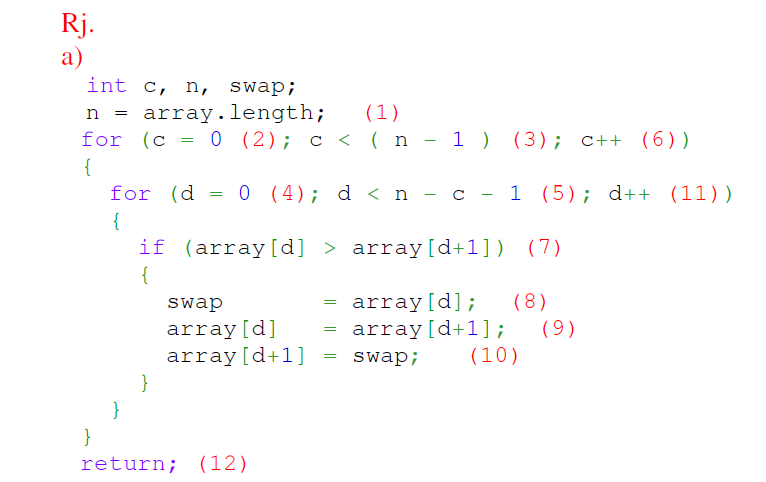 Rj.
a)
int c, n, swap;
n = array.length; (1)
for (c = 0 (2); c < ( n - 1 ) (3); c++ (6))
{
for (d = 0 (4); d < n - c - 1 (5); d++ (11))
{
if (array[d] > array[d+1]) (7)
{
swap = array[d]; (8)
array[d] = array[d+1]; (9)
array[d+1] = swap; (10)
}
}
}
return; (12)